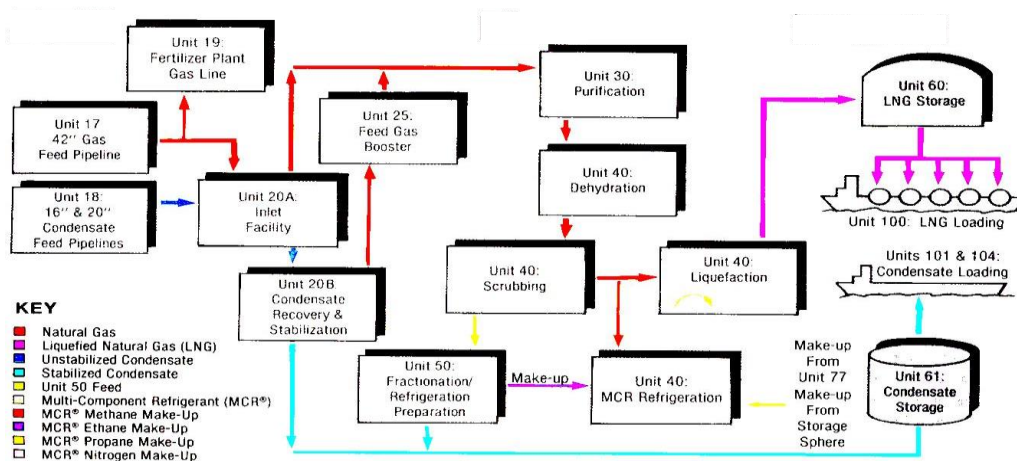 Unit 19:
Fertilizer Plant
Gas Line
Unit 17
42″ Gas
Feed Pipeline
Unit 18:
16″ & 20″
Condensate
Feed Pipelines
Unit 20A:
Inlet
Facility
Unit 20B
Condensate
Recovery &
Stabilization
Unit 25:
Feed Gas
Booster
Unit 30:
Purification
Unit 40:
Dehydration
Unit 40:
Scrubbing
Unit 40:
Liquefaction
Unit 50:
Fractionation/
Refrigeration
Preparation
Make-up
Unit 40:
MCR Refrigeration
Unit 60:
LNG Storage
Unit 100: LNG Loading
Units 101 & 104:
Condensate Loading
Make-up
From
Unit 77
Make-up
From
Storage
Sphere
Unit 61:
Condensate
Storage
KEY
Natural Gas
Liquefied Natural Gas (LNG)
Unstabilized Condensate
Stabilized Condensate
Unit 50 Feed
Multi-Component Refrigerant (MCR®)
MCR® Methane Make-Up
MCR® Ethane Make-Up
MCR® Propane Make-Up
MCR® Nitrogen Make-Up